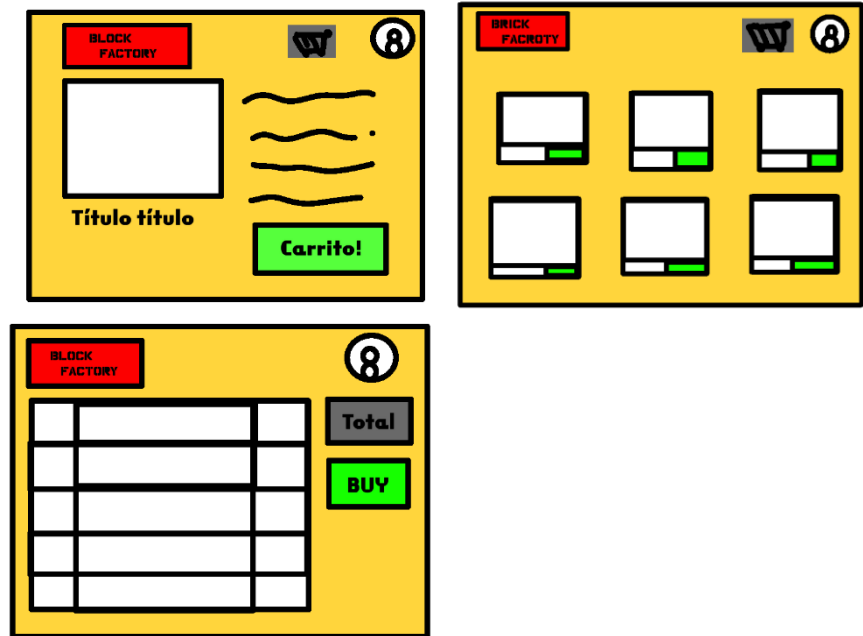 BLOCK
FACTORY
Título título
Carrito!
BRICK
FACROTY
BLOCK
FACTORY
Total
BUY